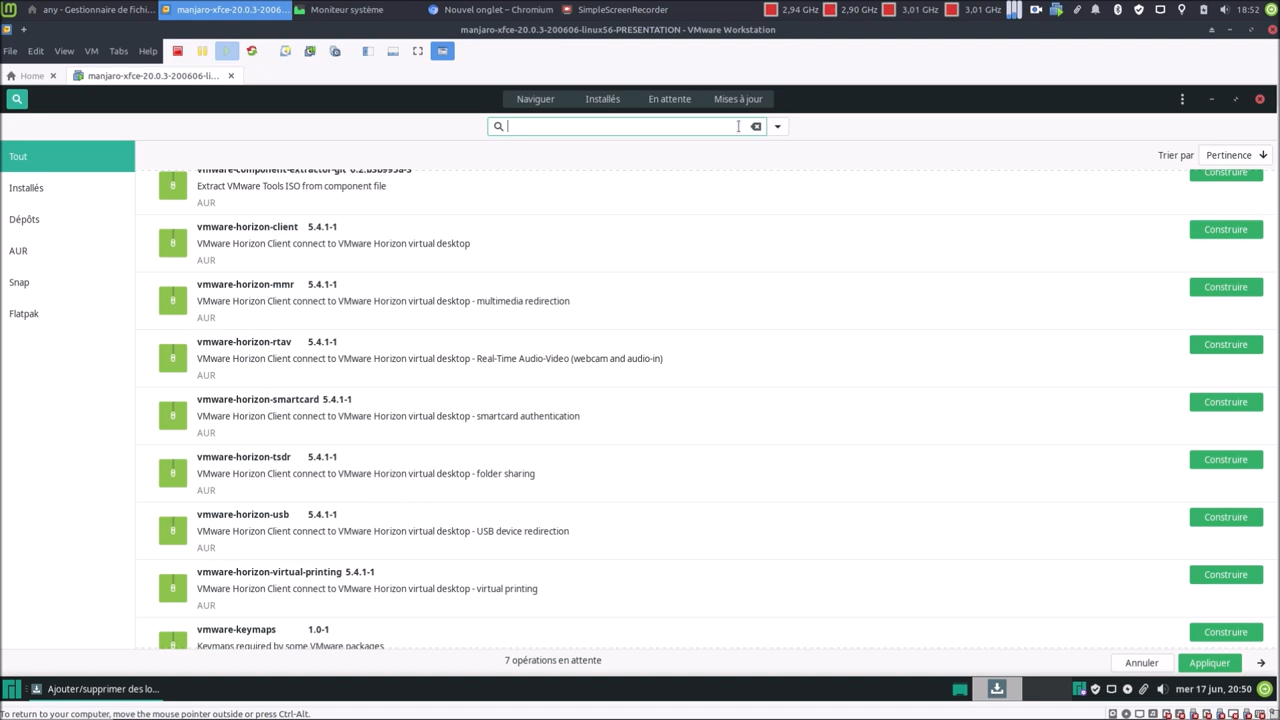 any - Gestionnaire de fichi...
manjaro-xfce-20.0.3-2006...
Moniteur système
Nouvel onglet – Chromium
SimpleScreenRecorder
2,94 GHz
2,90 GHz
3,01 GHz
3,01 GHz
18:52
manjaro-xfce-20.0.3-200606-linux56-PRESENTATION - VMware Workstation
File Edit View VM Tabs Help
Home
manjaro-xfce-20.0.3-200606-li...
Naviguer
Installés
En attente
Mises à jour
Tout
Installés
Dépôts
AUR
Snap
Flatpak
Trier par
Pertinence
vmware-component-extractor-git 0.2.b3b995a-3
Extract VMware Tools ISO from component file
AUR
Construire
vmware-horizon-client 5.4.1-1
VMware Horizon Client connect to VMware Horizon virtual desktop
AUR
Construire
vmware-horizon-mmr 5.4.1-1
VMware Horizon Client connect to VMware Horizon virtual desktop - multimedia redirection
AUR
Construire
vmware-horizon-rtav 5.4.1-1
VMware Horizon Client connect to VMware Horizon virtual desktop - Real-Time Audio-Video (webcam and audio-in)
AUR
Construire
vmware-horizon-smartcard 5.4.1-1
VMware Horizon Client connect to VMware Horizon virtual desktop - smartcard authentication
AUR
Construire
vmware-horizon-tsdr 5.4.1-1
VMware Horizon Client connect to VMware Horizon virtual desktop - folder sharing
AUR
Construire
vmware-horizon-usb 5.4.1-1
VMware Horizon Client connect to VMware Horizon virtual desktop - USB device redirection
AUR
Construire
vmware-horizon-virtual-printing 5.4.1-1
VMware Horizon Client connect to VMware Horizon virtual desktop - virtual printing
AUR
Construire
vmware-keymaps 1.0-1
Keymaps required by some VMware packages
Construire
7 opérations en attente
Annuler
Appliquer
Ajouter/supprimer des lo...
mer 17 jun, 20:50
To return to your computer, move the mouse pointer outside or press Ctrl-Alt.